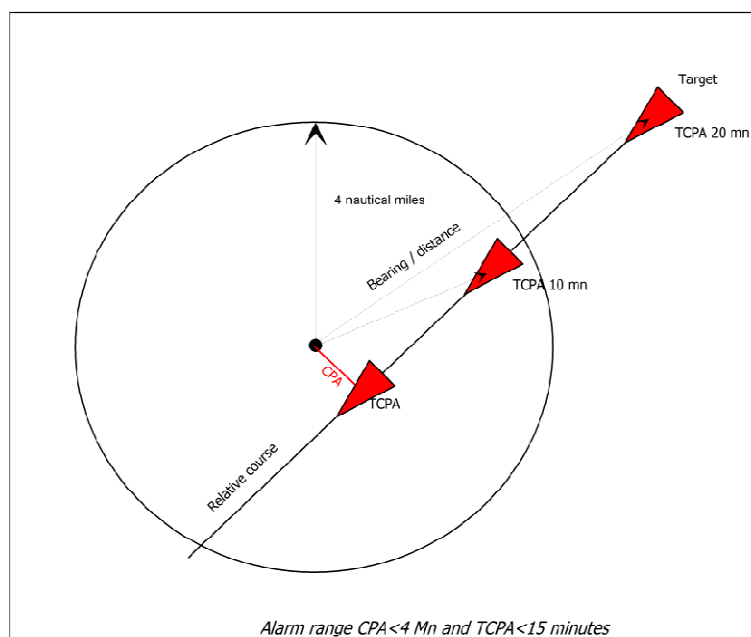 Target
TCPA 20 mn
4 nautical miles
Bearing / distance
TCPA 10 mn
CPA
TCPA
Relative course
Alarm range CPA<4 Mn and TCPA<15 minutes